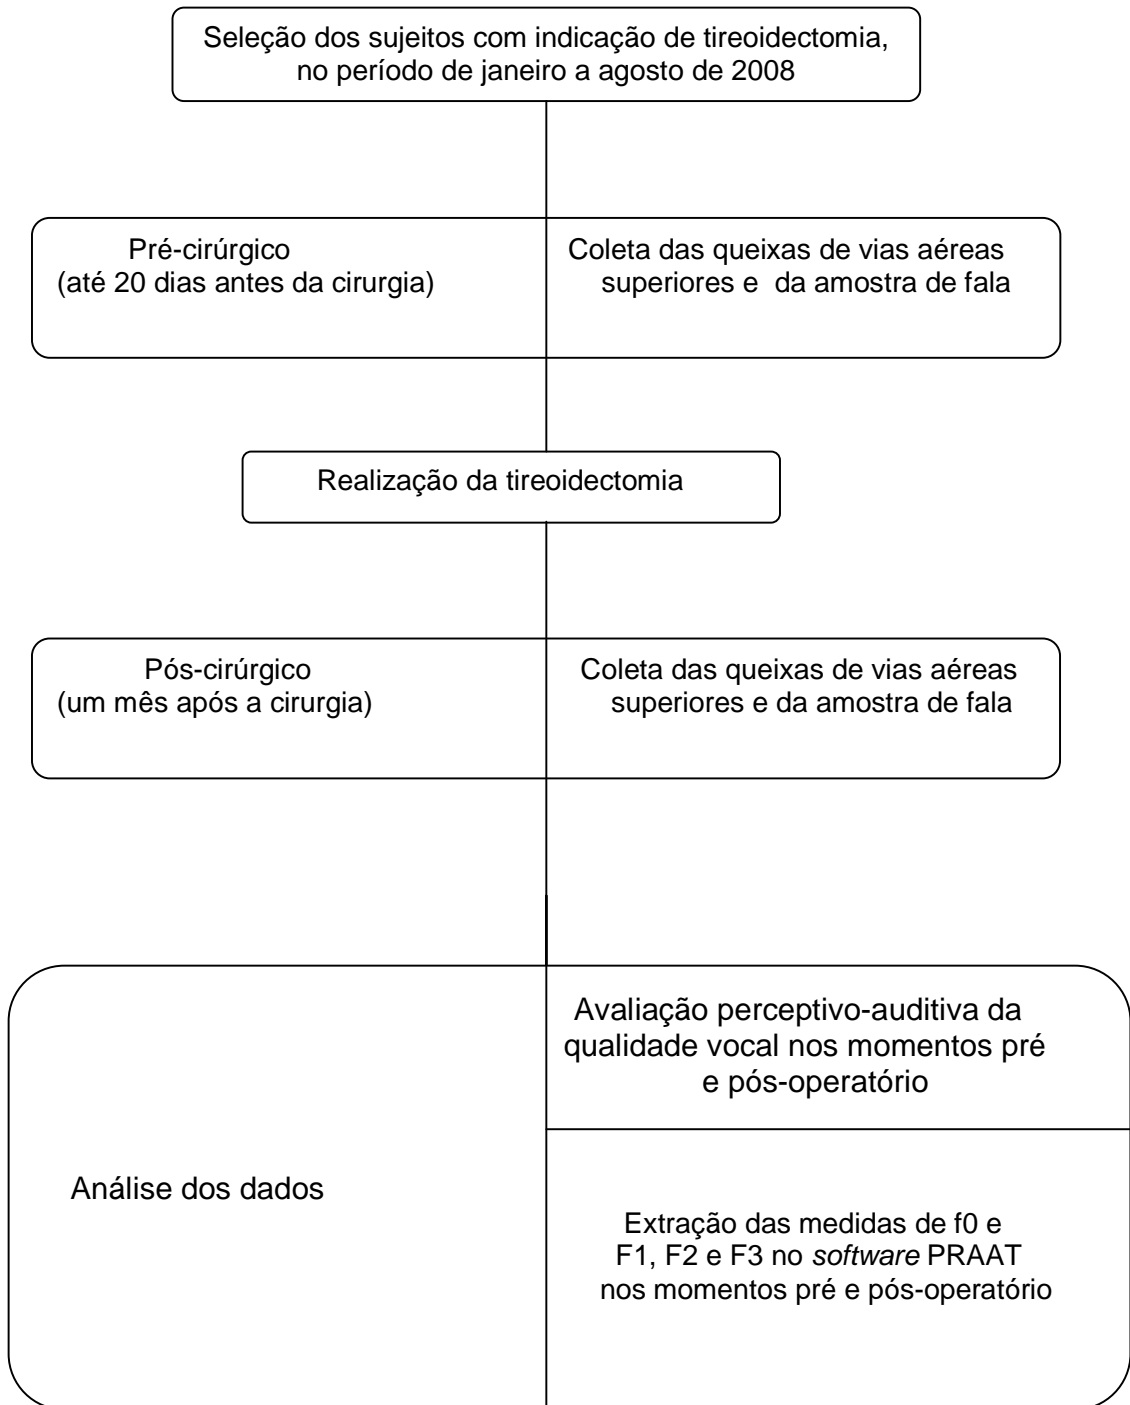 Seleção dos sujeitos com indicação de tireoidectomia,
no período de janeiro a agosto de 2008
Pré-cirúrgico
(até 20 dias antes da cirurgia)
Coleta das queixas de vias aéreas
superiores e da amostra de fala
Realização da tireoidectomia
Pós-cirúrgico
(um mês após a cirurgia)
Coleta das queixas de vias aéreas
superiores e da amostra de fala
Análise dos dados
Avaliação perceptivo-auditiva da
qualidade vocal nos momentos pré
e pós-operatório
Extração das medidas de f0 e
F1, F2 e F3 no software PRAAT
nos momentos pré e pós-operatório